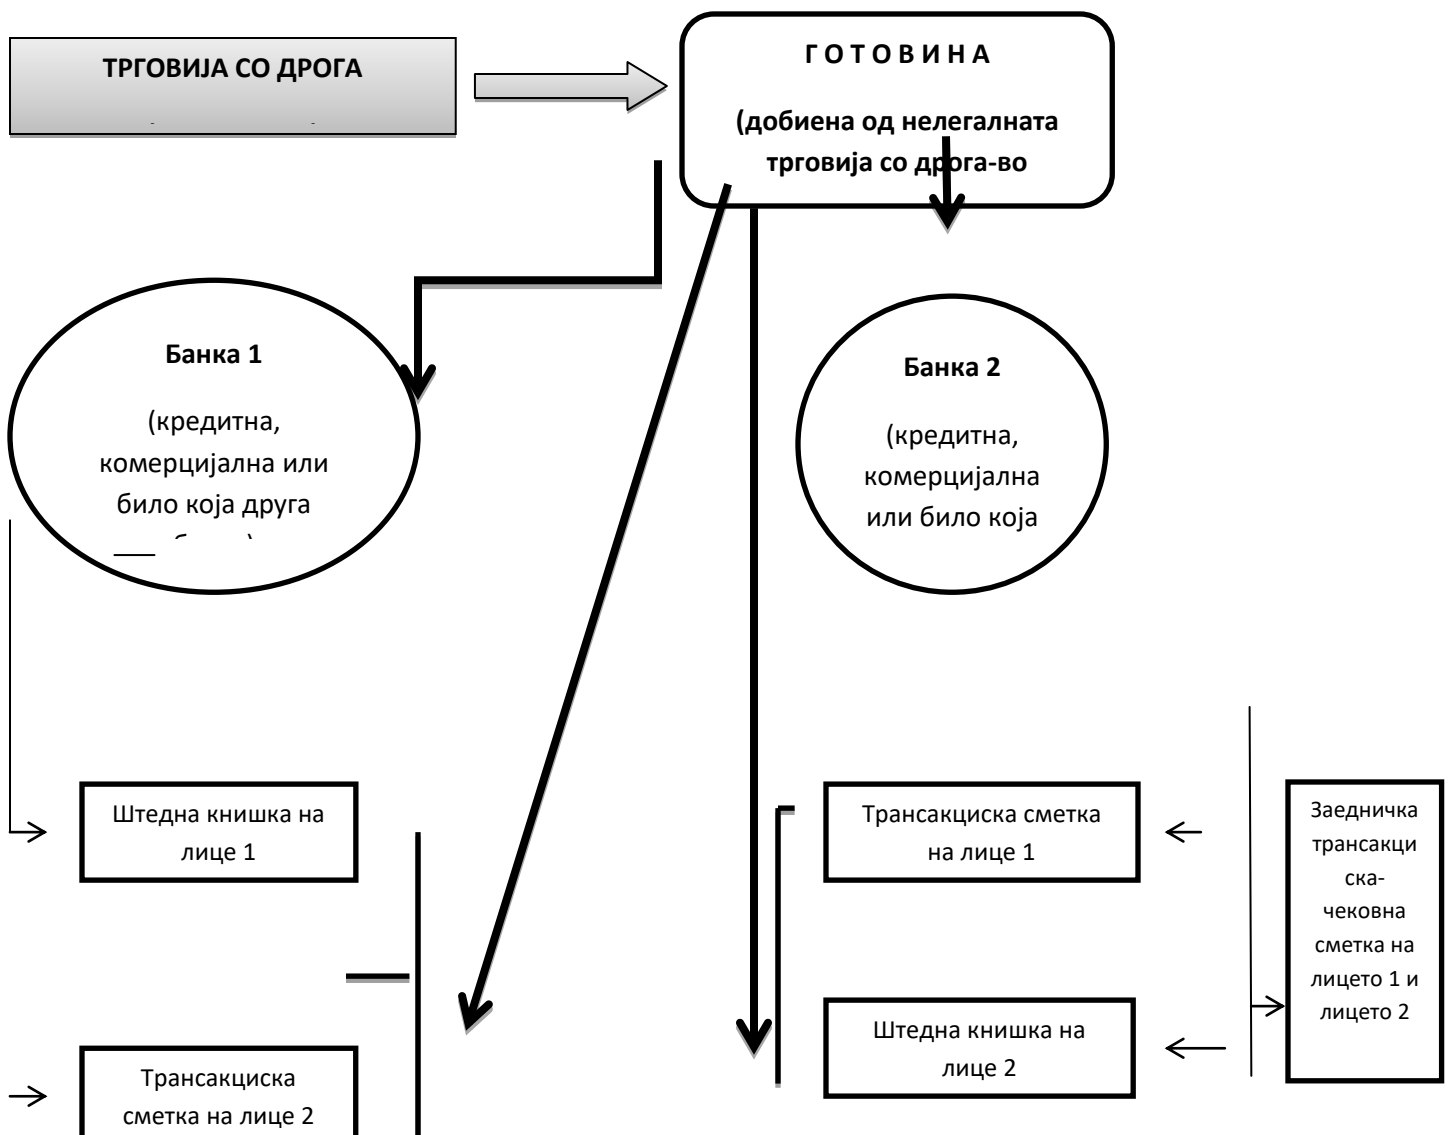 ТРГОВИЈА СО ДРОГА
Г О Т О В И Н А
(добиена од нелегалната
трговија со дрога-во
Банка 1
(кредитна,
комерцијална или
било која друга
Банка 2
(кредитна,
комерцијална
или било која
Штедна книшка на
лице 1
Трансакциска
сметка на лице 2
Трансакциска сметка
на лице 1
Штедна книшка на
лице 2
Заедничка
трансакци
ска-
чековна
сметка на
лицето 1 и
лицето 2